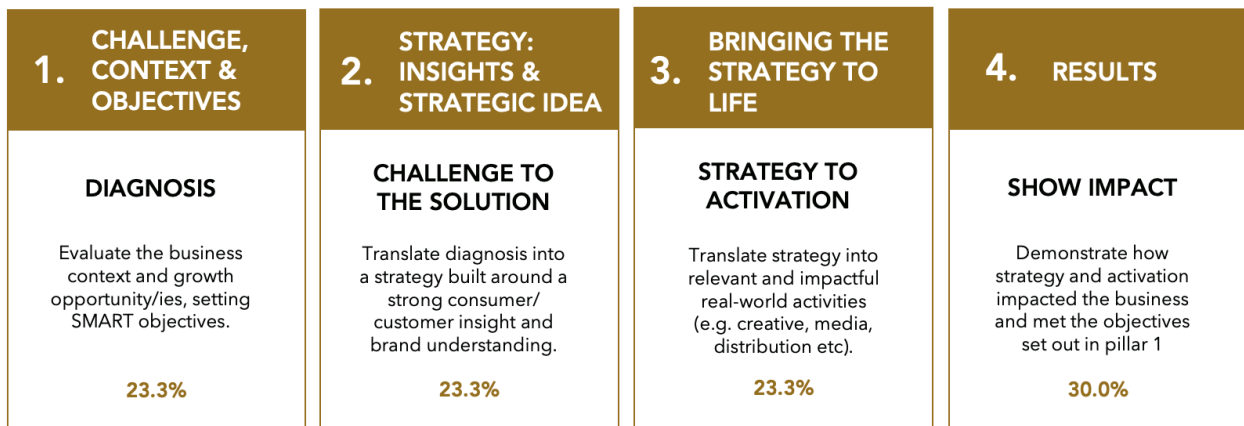 1.
CHALLENGE,
CONTEXT &
OBJECTIVES
DIAGNOSIS
Evaluate the business
context and growth
opportunity/ies, setting
SMART objectives.
23.3%
2.
STRATEGY:
INSIGHTS &
STRATEGIC IDEA
CHALLENGE TO
THE SOLUTION
Translate diagnosis into
a strategy built around a
strong consumer/
customer insight and
brand understanding.
23.3%
3.
BRINGING THE
STRATEGY TO
LIFE
STRATEGY TO
ACTIVATION
Translate strategy into
relevant and impactful
real-world activities
(e.g. creative, media,
distribution etc).
23.3%
4.
RESULTS
SHOW IMPACT
Demonstrate how
strategy and activation
impacted the business
and met the objectives
set out in pillar 1
30.0%